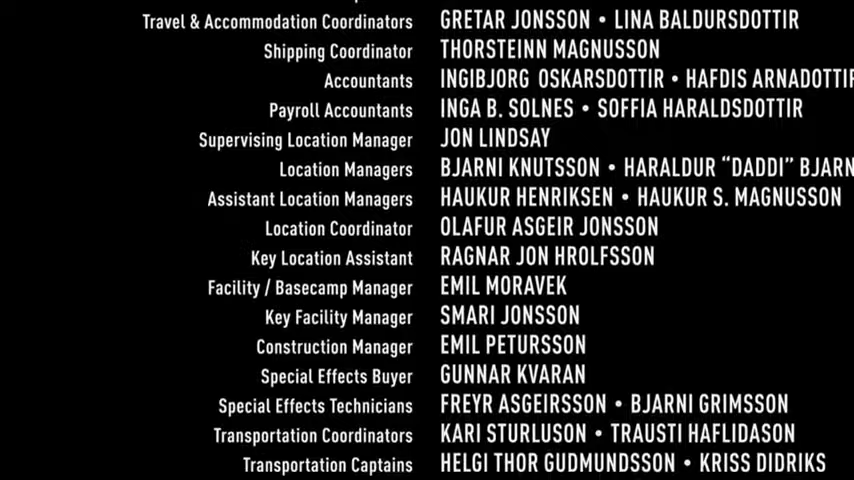 Travel & Accommodation Coordinators GRETAR JONSSON • LINA BALDURSDOTTIR
Shipping Coordinator THORSTEINN MAGNUSSON
Accountants INGIBJORG OSKARSDOTTIR • HAFDIS ARNADOTTIR
Payroll Accountants INGA B. SOLNES • SOFFIA HARALDSDOTTIR
Supervising Location Manager JON LINDSAY
Location Managers BJARNI KNUTSSON • HARALDUR “DADDI” BJARN
Assistant Location Managers HAUKUR HENRIKSEN • HAUKUR S. MAGNUSSON
Location Coordinator OLAFUR ASGEIR JONSSON
Key Location Assistant RAGNAR JON HROLFSSON
Facility / Basecamp Manager EMIL MORAVEK
Key Facility Manager SMARI JONSSON
Construction Manager EMIL PETURSSON
Special Effects Buyer GUNNAR KVARAN
Special Effects Technicians FREYR ASGEIRSSON • BJARNI GRIMSSON
Transportation Coordinators KARI STURLUSON • TRAUSTI HAFLIDASON
Transportation Captains HELGI THOR GUDMUNDSSON • KRISS DIDRIKS